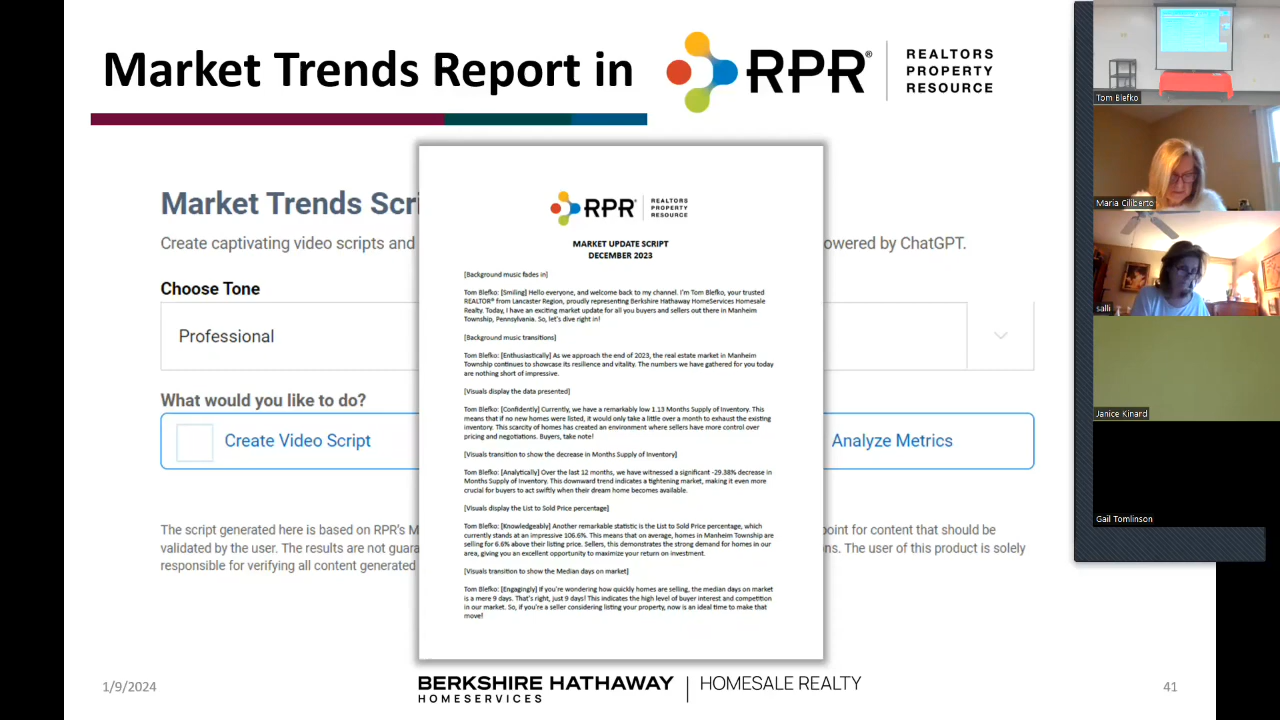 Market Trends Report in
RPR®
REALTORS
PROPERTY
RESOURCE
Market Trends Scri
Create captivating video scripts and
owered by ChatGPT.
Choose Tone
Professional
What would you like to do?
Create Video Script
Analyze Metrics
The script generated here is based on RPR's M
point for content that should be
validated by the user. The results are not guara
ns. The user of this product is solely
responsible for verifying all content generated
RPR®
REALTORS
PROPERTY
RESOURCE
MARKET UPDATE SCRIPT
DECEMBER 2023
[Background music fades in]
Tom Blefko: [Smiling] Hello everyone, and welcome back to my channel. I'm Tom Blefko, your trusted
REALTOR® from Lancaster Region, proudly representing Berkshire Hathaway HomeServices Homesale
Realty. Today, I have an exciting market update for all you buyers and sellers out there in Manheim
Township, Pennsylvania. So, let's dive right in!
[Background music transitions]
Tom Blefko: [Enthusiastically] As we approach the end of 2023, the real estate market in Manheim
Township continues to showcase its resilience and vitality. The numbers we have gathered for you today
are nothing short of impressive.
[Visuals display the data presented]
Tom Blefko: [Confidently] Currently, we have a remarkably low 1.13 Months Supply of Inventory. This
means that if no new homes were listed, it would only take a little over a month to exhaust the existing
inventory. This scarcity of homes has created an environment where sellers have more control over
pricing and negotiations. Buyers, take note!
[Visuals transition to show the decrease in Months Supply of Inventory]
Tom Blefko: [Analytically] Over the last 12 months, we have witnessed a significant -29.38% decrease in
Months Supply of Inventory. This downward trend indicates a tightening market, making it even more
crucial for buyers to act swiftly when their dream home becomes available.
[Visuals display the List to Sold Price percentage]
Tom Blefko: [Knowledgeably] Another remarkable statistic is the List to Sold Price percentage, which
currently stands at an impressive 106.6%. This means that on average, homes in Manheim Township are
selling for 6.6% above their listing price. Sellers, this demonstrates the strong demand for homes in our
area, giving you an excellent opportunity to maximize your return on investment.
[Visuals transition to show the Median days on market]
Tom Blefko: [Engagingly] If you're wondering how quickly homes are selling, the median days on market
is a mere 9 days. That's right, just 9 days! This indicates the high level of buyer interest and competition
in our market. So, if you're a seller considering listing your property, now is an ideal time to make that
move!
1/9/2024
BERKSHIRE HATHAWAY
HOMESERVICES
HOMESALE REALTY
41
Tom Blefko
Maria Ciliberto
salli
Janice Kinard
Gail Tomlinson